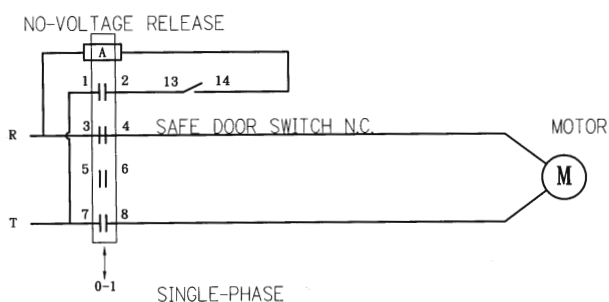 NO-VOLTAGE RELEASE
A
1 2 13 14
R 3 4 SAFE DOOR SWITCH N.C. MOTOR
5 6 M
T 7 8
0-1
SINGLE-PHASE